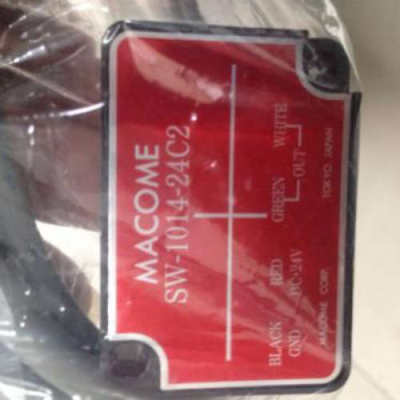 MACOME
SW-1014-24C2
BLACK RED GREEN WHITE
GND DC-24V OUT
MACOME CORP. TOKYO JAPAN